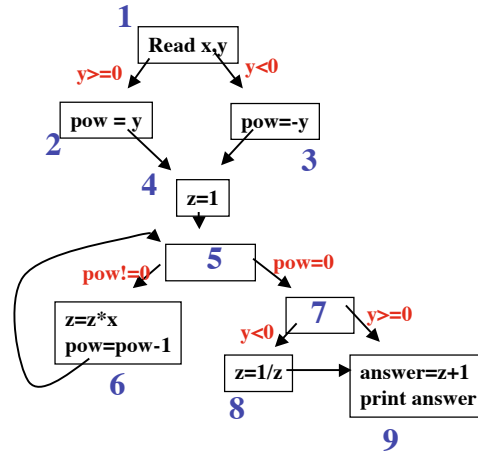 1
Read x,y
y>=0
y<0
pow = y
pow=-y
2
3
4
z=1
5
pow!=0
pow=0
z=z*x
pow=pow-1
7
y<0
y>=0
6
z=1/z
answer=z+1
print answer
8
9